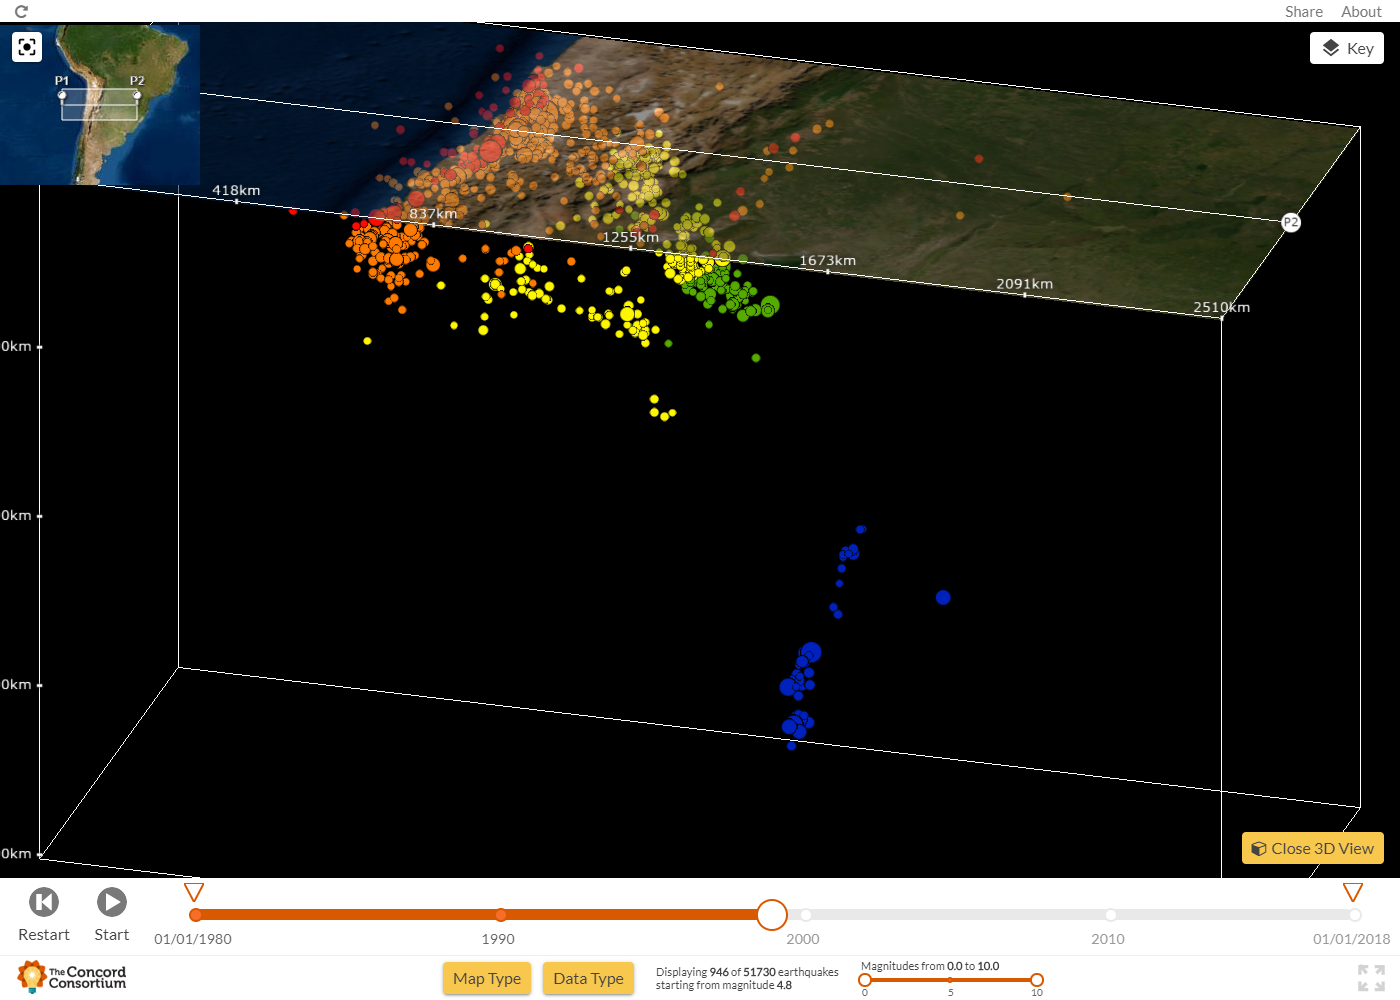 Share About
Key
P1 P2
418km
837km
1255km
1673km
2091km
2510km
P2
0km
0km
0km
0km
Close 3D View
Restart
Start
01/01/1980 1990 2000 2010 01/01/2018
The Concord Consortium
Map Type
Data Type
Displaying 946 of 51730 earthquakes
starting from magnitude 4.8
Magnitudes from 0.0 to 10.0
0 5 10